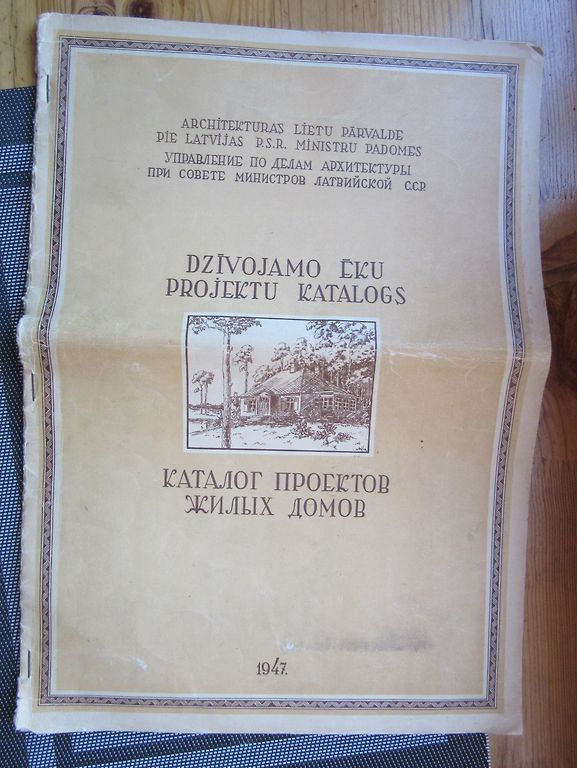 ARCHITEKTURAS LIETU PĀRVALDE
PIE LATVIJAS P.S.R. MINISTRU PADOMES
УПРАВЛЕНИЕ ПО ДЕЛАМ АРХИТЕКТУРЫ
ПРИ СОВЕТЕ МИНИСТРОВ ЛАТВИЙСКОЙ С.С.Р.
DZĪVOJAMO ĒKU
PROJEKTU KATALOGS
КАТАЛОГ ПРОЕКТОВ
ЖИЛЫХ ДОМОВ
1947.